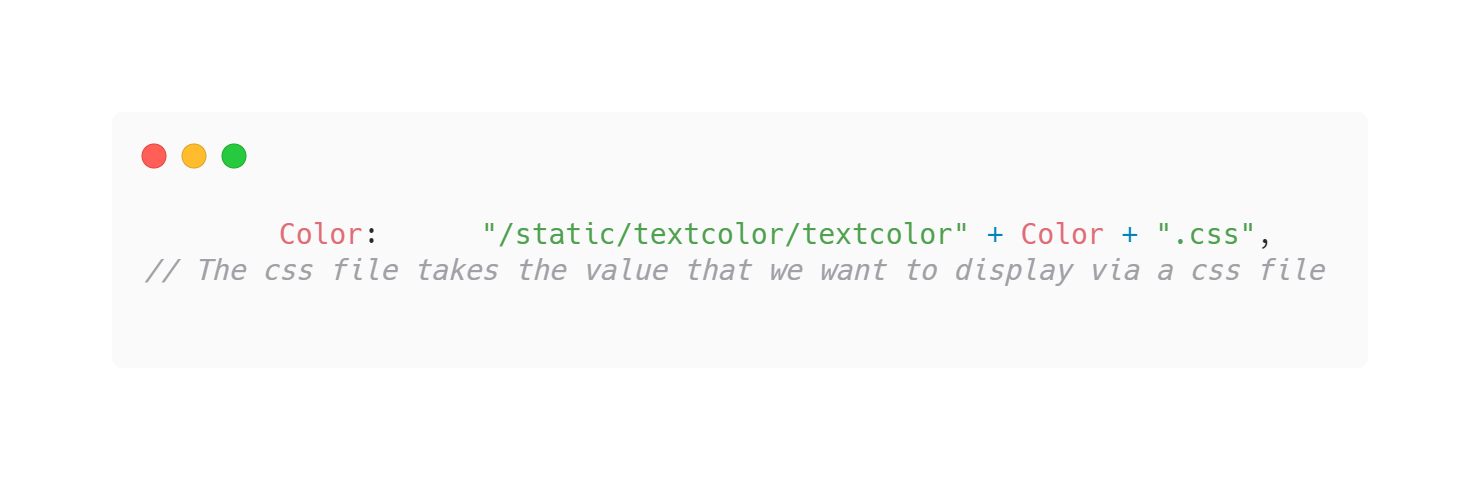 Color: "/static/textcolor/textcolor" + Color + ".css",
// The css file takes the value that we want to display via a css file